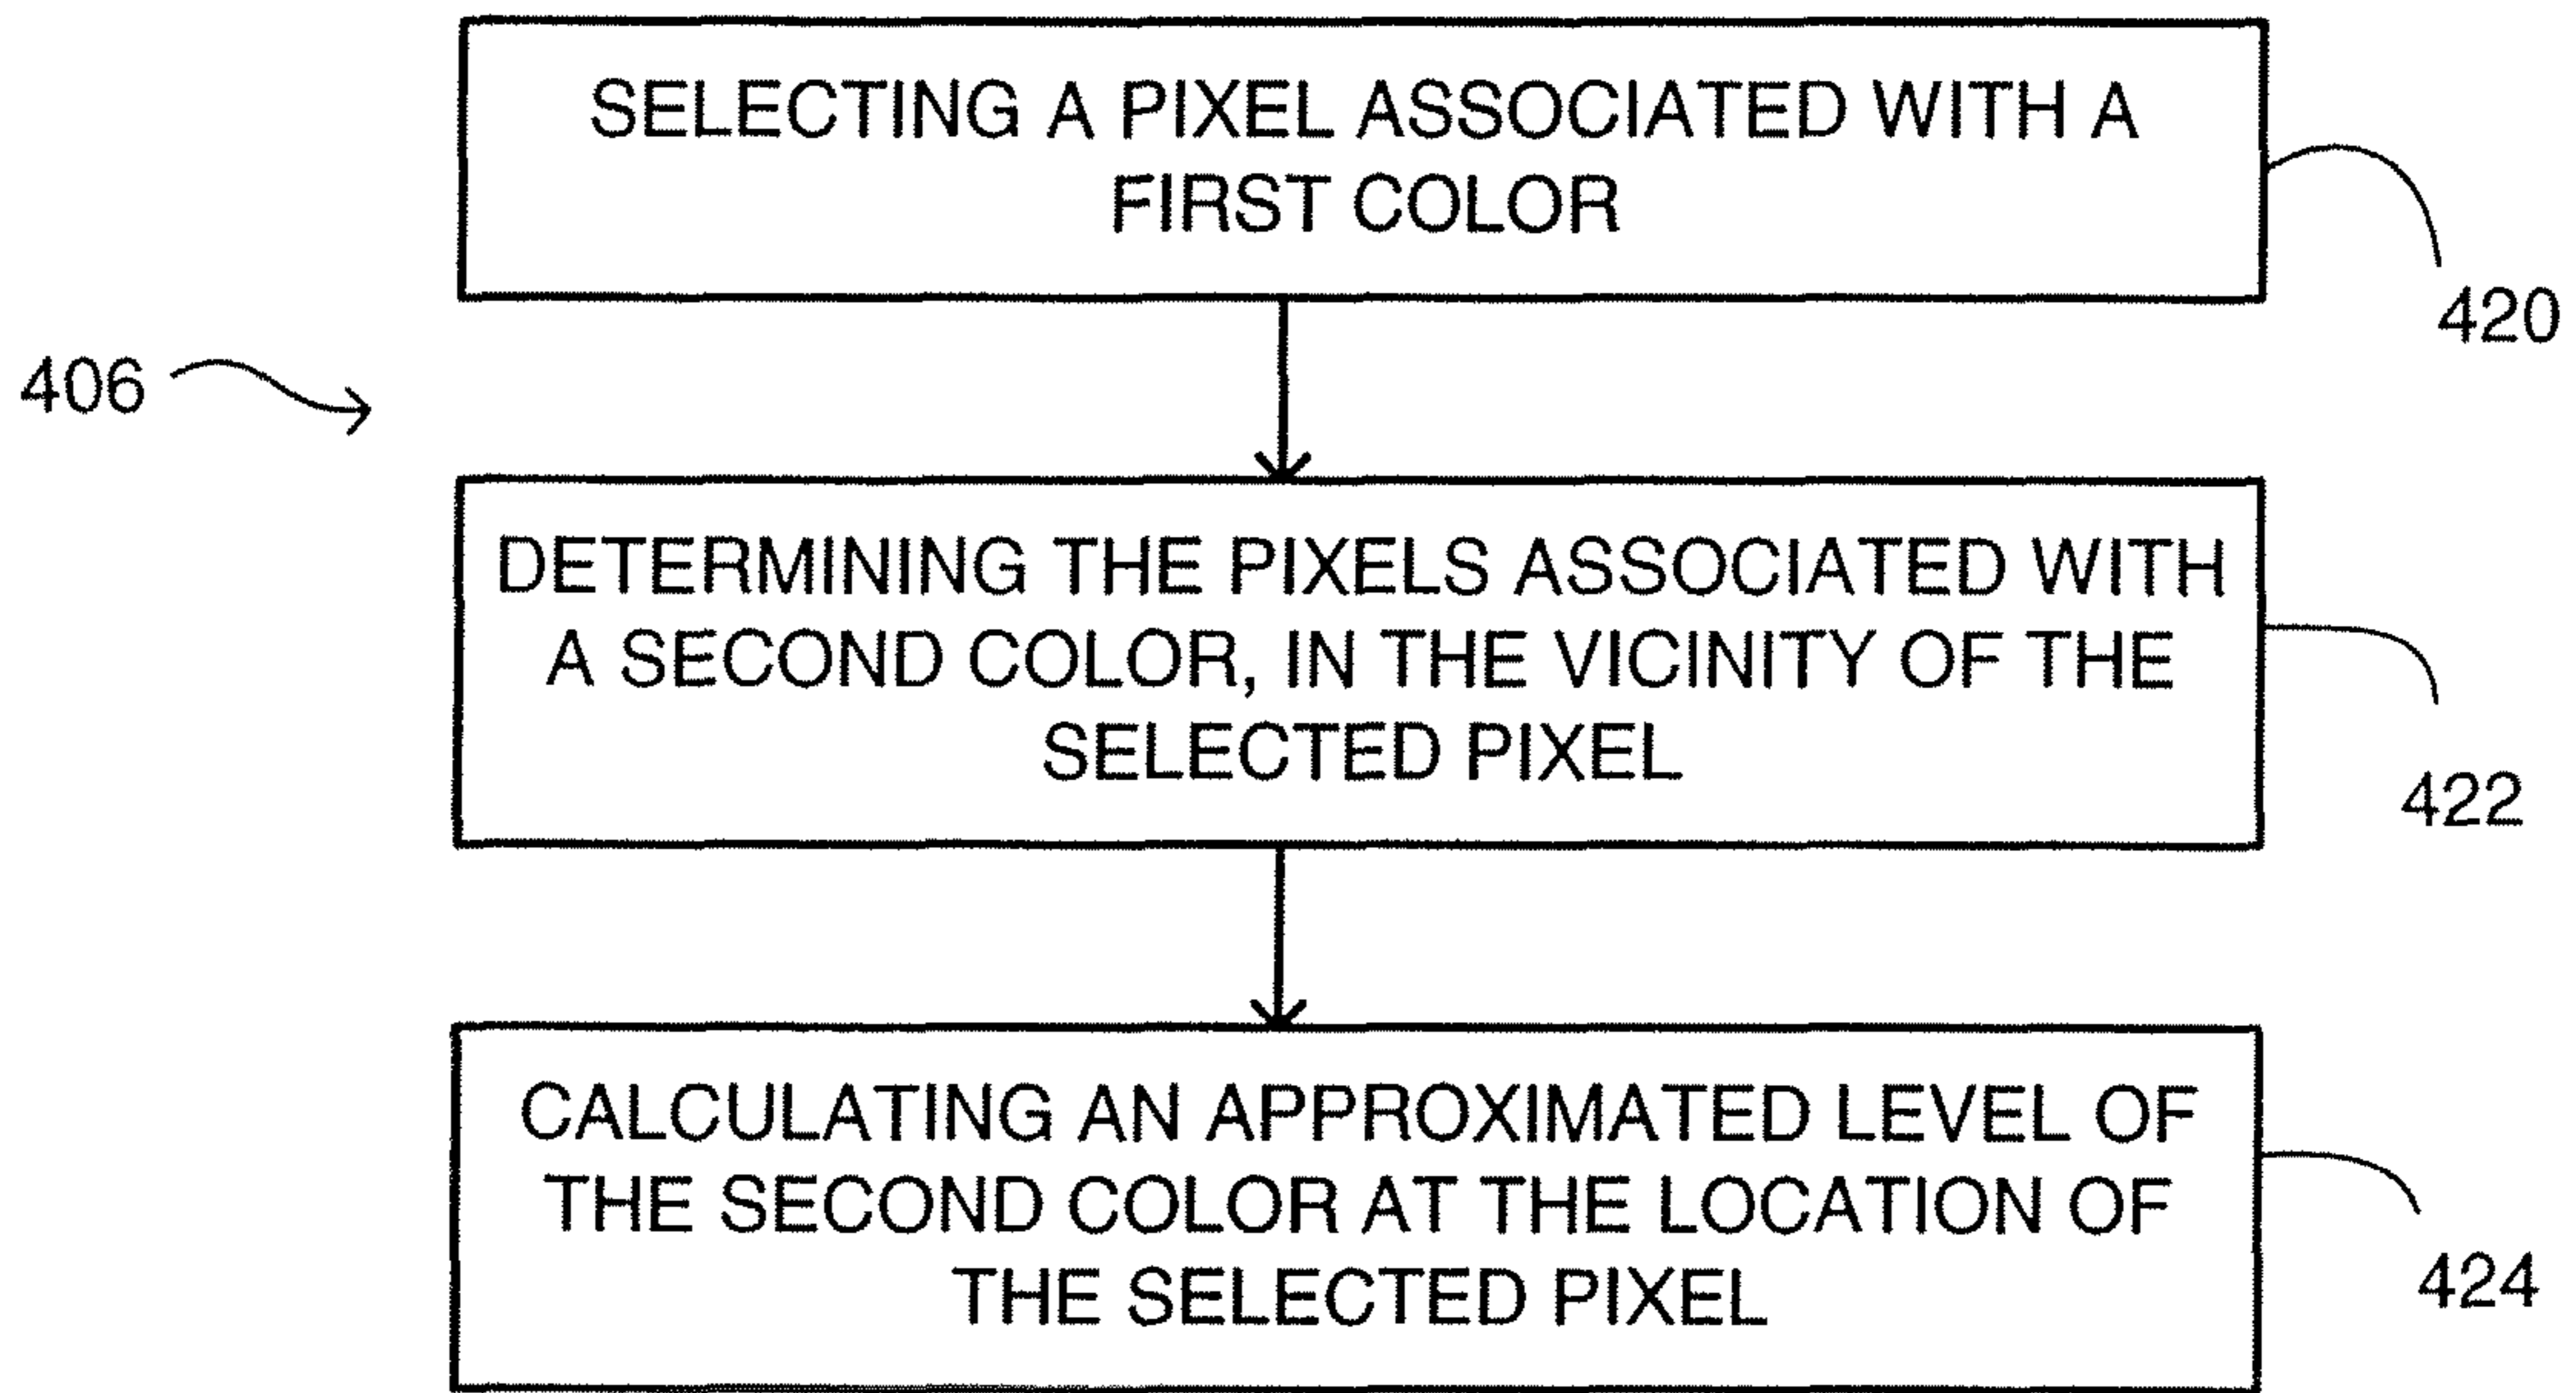 SELECTING A PIXEL ASSOCIATED WITH A
FIRST COLOR
420
406
DETERMINING THE PIXELS ASSOCIATED WITH
A SECOND COLOR, IN THE VICINITY OF THE
SELECTED PIXEL
422
CALCULATING AN APPROXIMATED LEVEL OF
THE SECOND COLOR AT THE LOCATION OF
THE SELECTED PIXEL
424